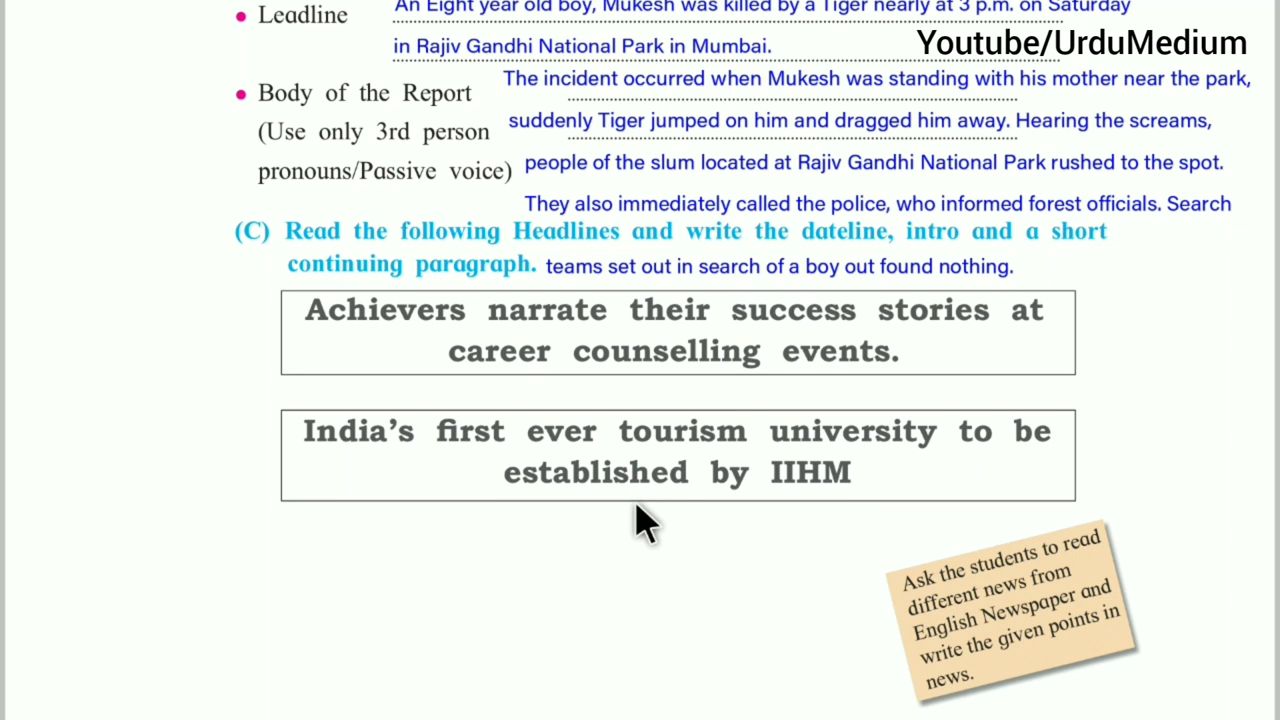 • Leadline An Eight year old boy, Mukesh was killed by a Tiger nearly at 3 p.m. on Saturday
in Rajiv Gandhi National Park in Mumbai.
Youtube/UrduMedium
• Body of the Report The incident occurred when Mukesh was standing with his mother near the park,
(Use only 3rd person suddenly Tiger jumped on him and dragged him away. Hearing the screams,
pronouns/Passive voice) people of the slum located at Rajiv Gandhi National Park rushed to the spot.
They also immediately called the police, who informed forest officials. Search
(C) Read the following Headlines and write the dateline, intro and a short
continuing paragraph. teams set out in search of a boy out found nothing.
Achievers narrate their success stories at
career counselling events.
India's first ever tourism university to be
established by IIHM
Ask the students to read
different news from
English Newspaper and
write the given points in
news.